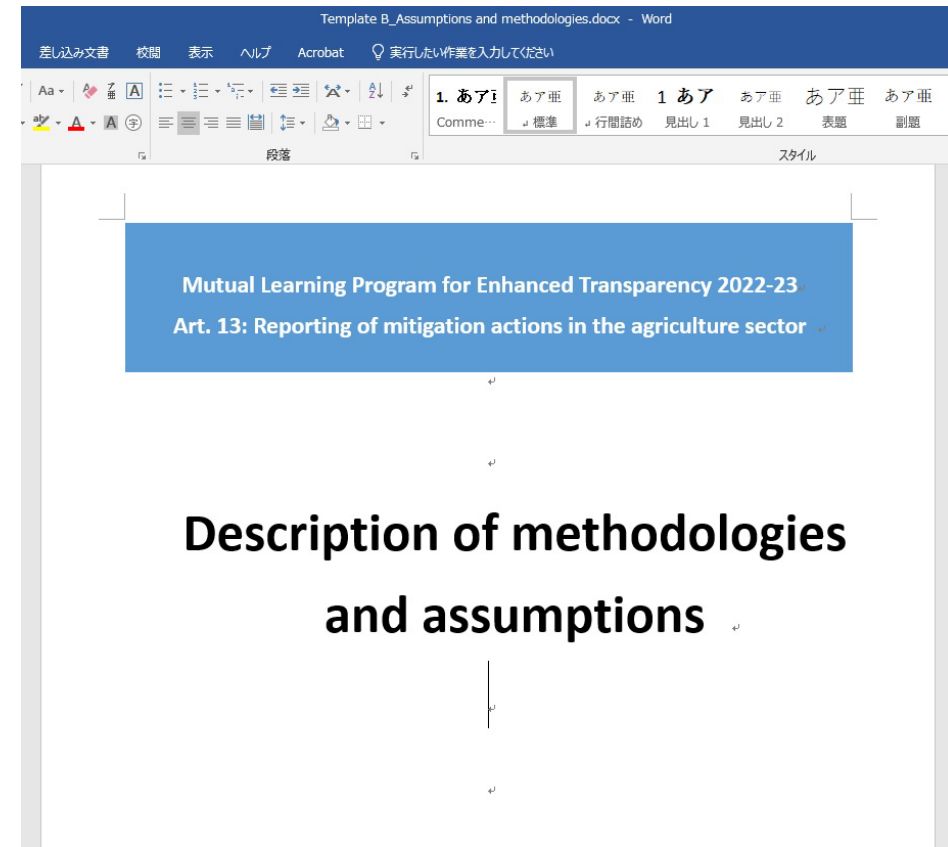 Template B_Assumptions and methodologies.docx - Word
差し込み文書 校閲 表示 ヘルプ Acrobat 実行したい作業を入力してください
Aa
1. あア あア亜 あア亜 1 あア あア亜 あア亜 あア亜
Comme… 標準 行間詰め 見出し 1 見出し 2 表題 副題
段落 スタイル
Mutual Learning Program for Enhanced Transparency 2022-23
Art. 13: Reporting of mitigation actions in the agriculture sector
Description of methodologies
and assumptions